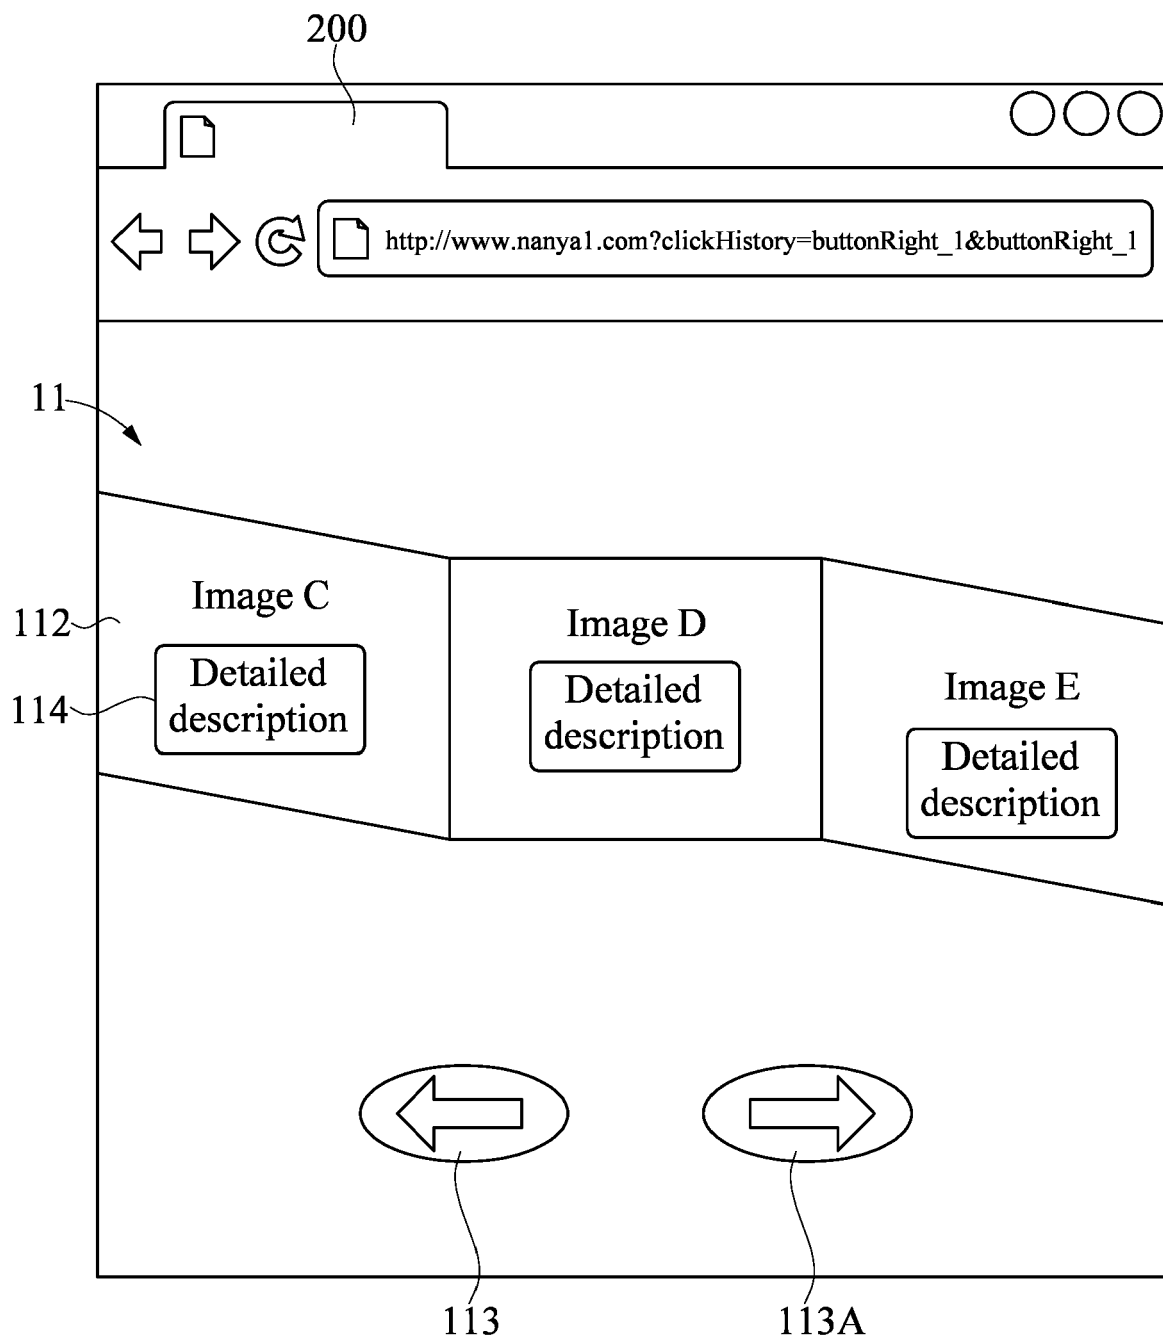 200
http://www.nanya1.com?clickHistory=buttonRight_1&buttonRight_1
11
Image C
Image D
Image E
112
Detailed
description
Detailed
description
Detailed
description
114
113
113A